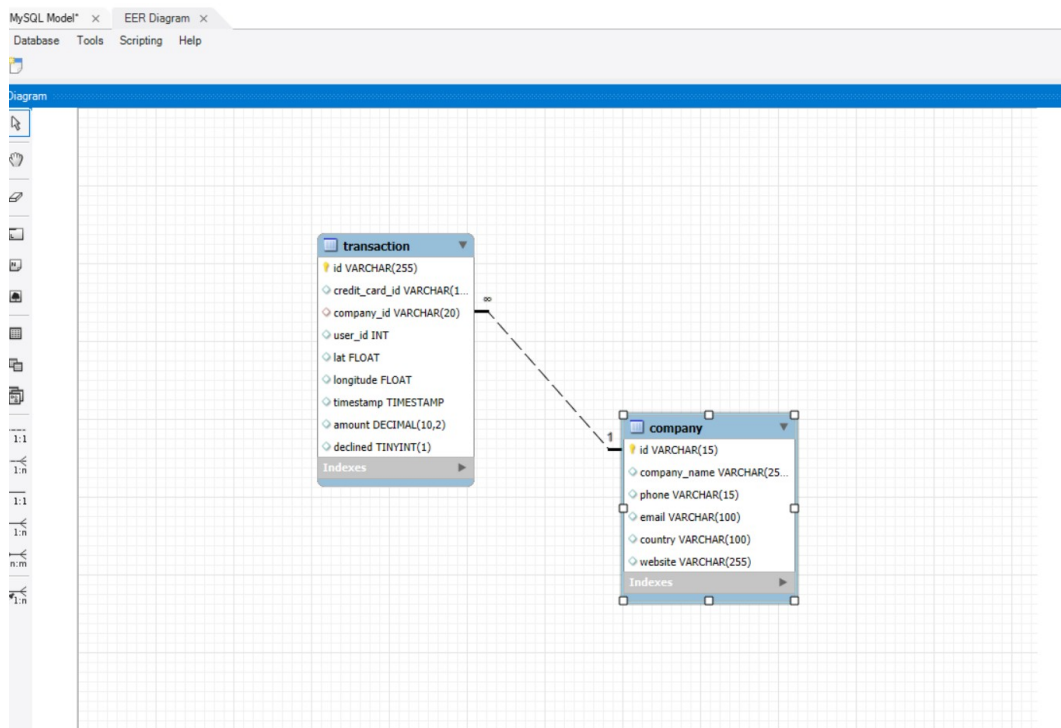 MySQL Model* × EER Diagram ×
Database Tools Scripting Help
Diagram
transaction
id VARCHAR(255)
credit_card_id VARCHAR(1...
company_id VARCHAR(20)
user_id INT
lat FLOAT
longitude FLOAT
timestamp TIMESTAMP
amount DECIMAL(10,2)
declined TINYINT(1)
Indexes
∞
1
company
id VARCHAR(15)
company_name VARCHAR(25...
phone VARCHAR(15)
email VARCHAR(100)
country VARCHAR(100)
website VARCHAR(255)
Indexes
1:1
1:n
1:1
1:n
n:m
1:n